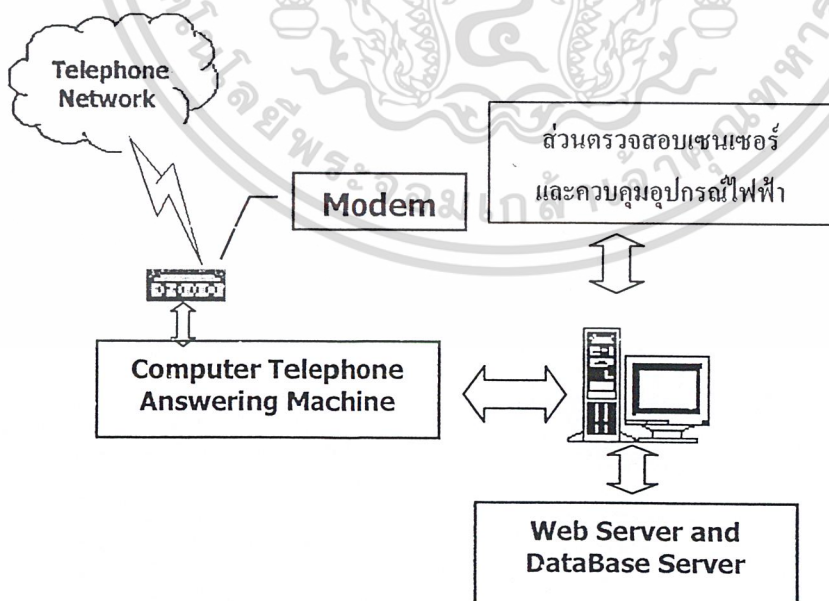 Telephone
Network
Modem
ส่วนตรวจสอบเซนเซอร์
และควบคุมอุปกรณ์ไฟฟ้า
Computer Telephone
Answering Machine
Web Server and
DataBase Server